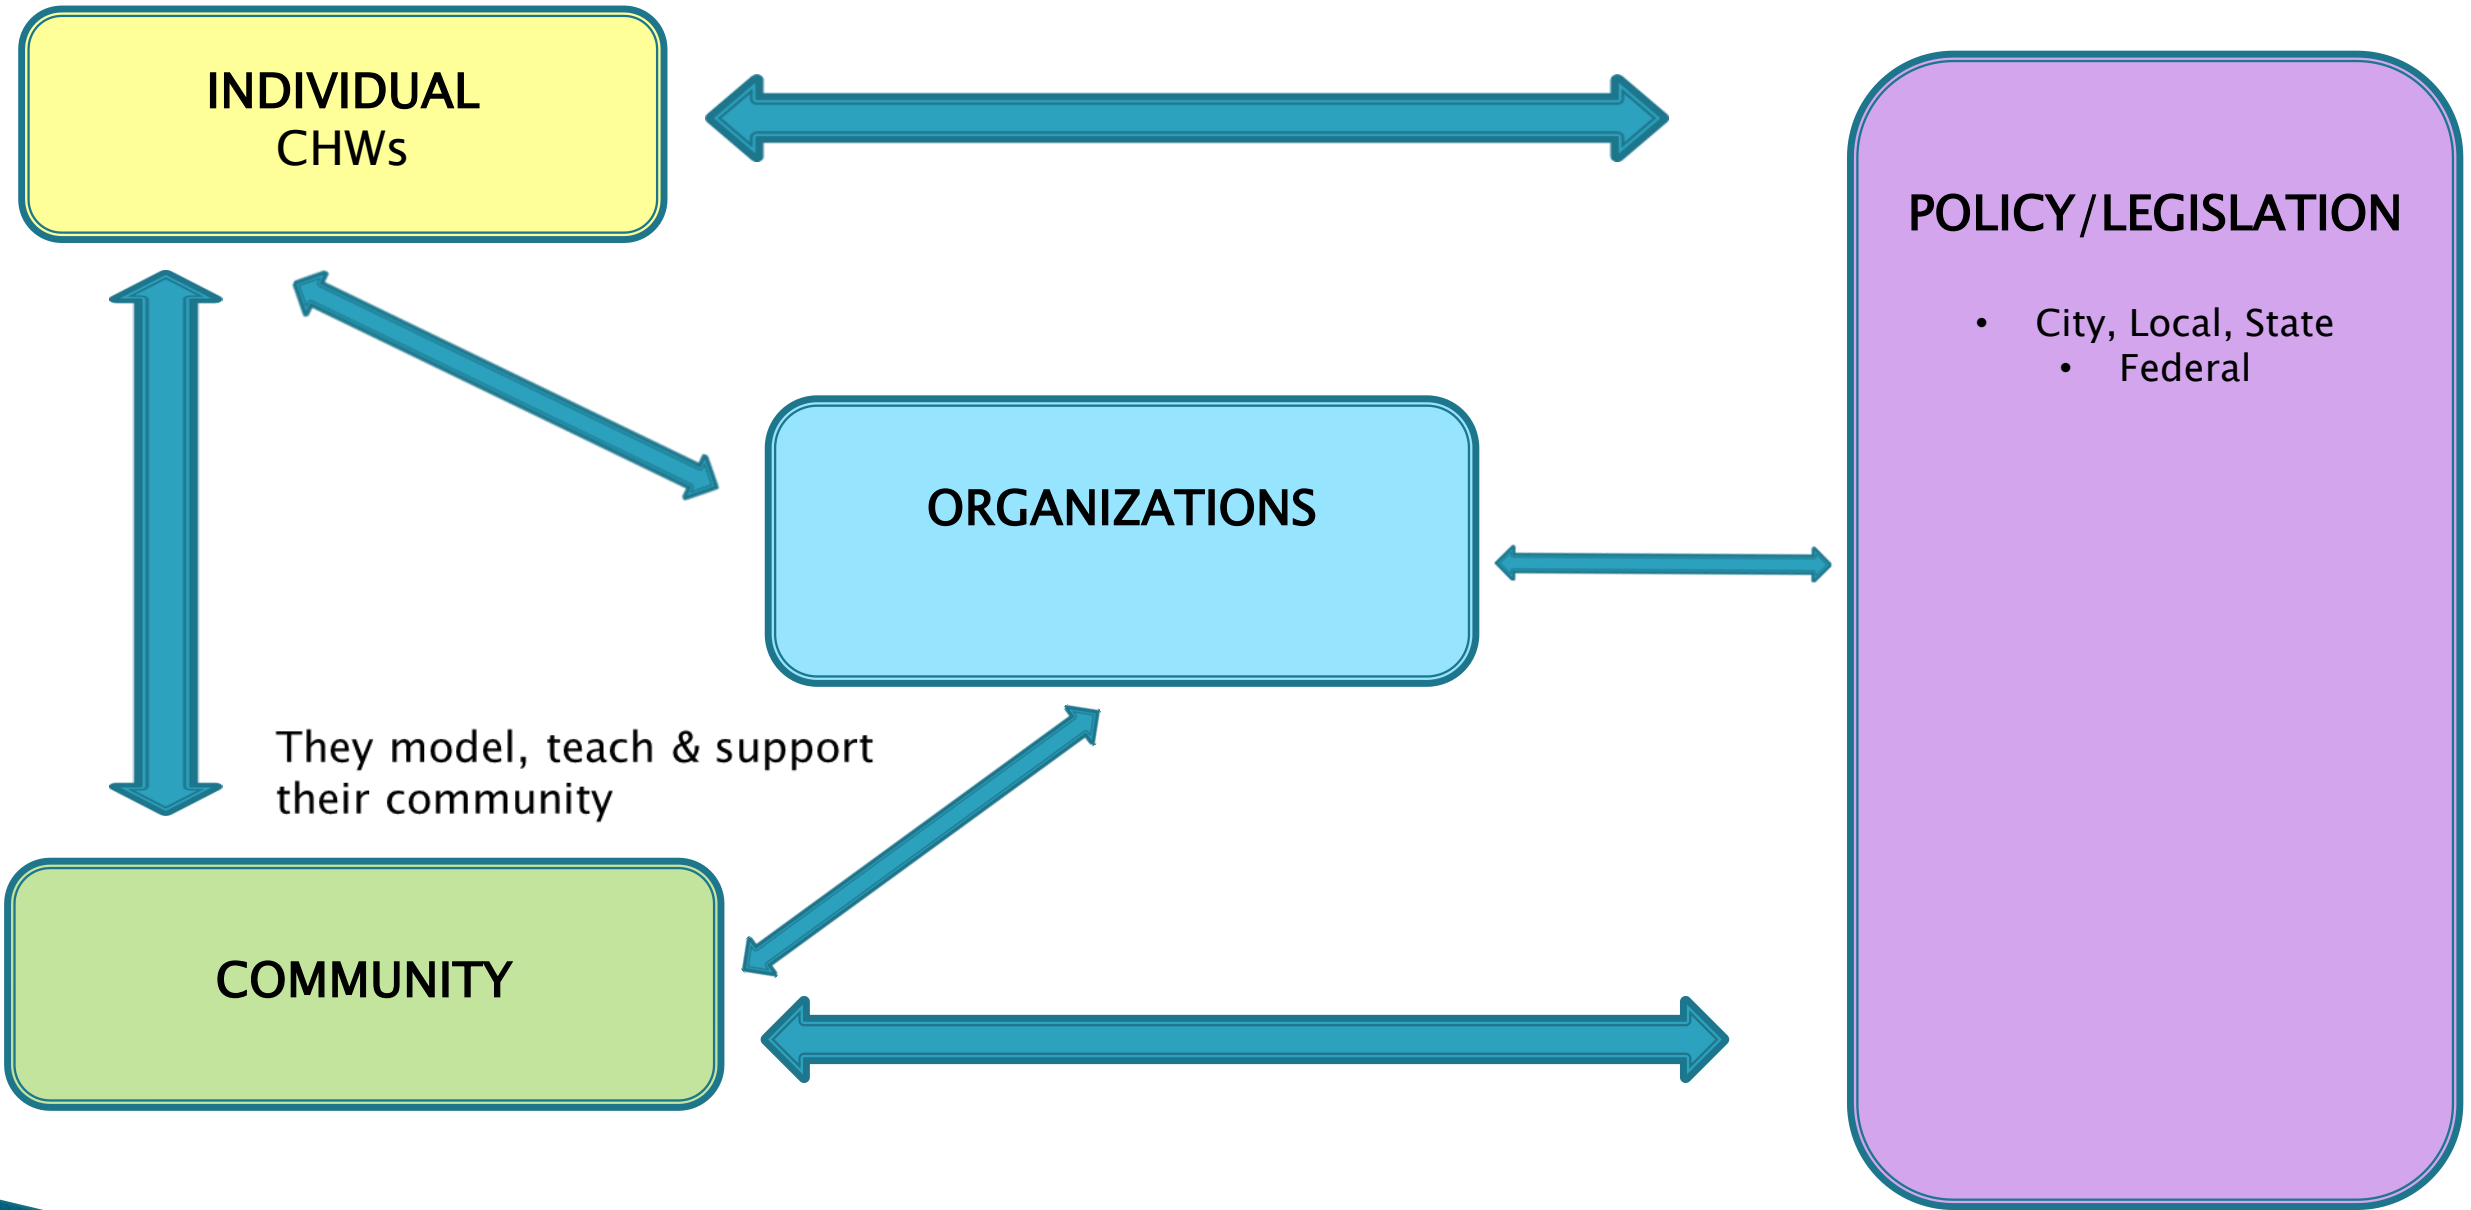 INDIVIDUAL
CHWs
POLICY/LEGISLATION
• City, Local, State
• Federal
ORGANIZATIONS
They model, teach & support
their community
COMMUNITY